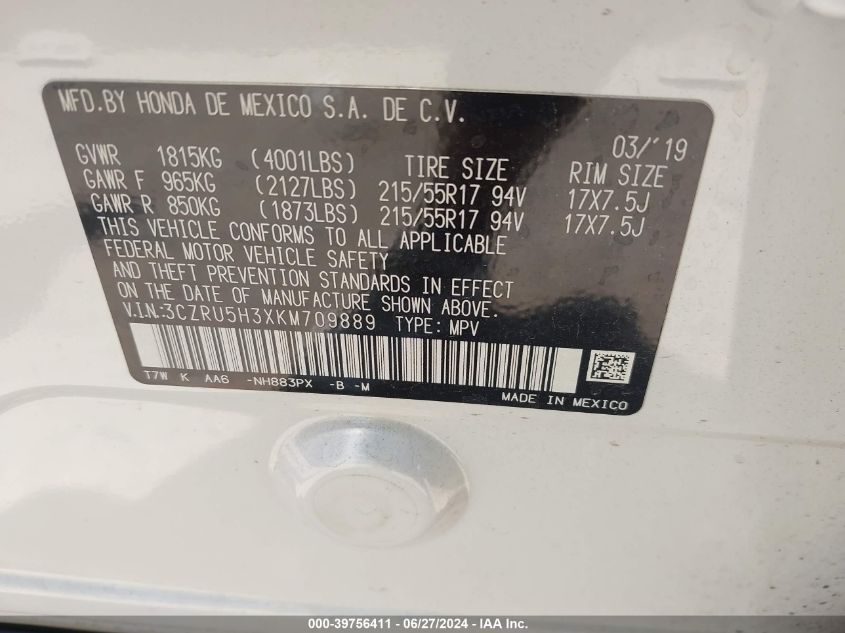 MFD.BY HONDA DE MEXICO S.A. DE C.V.
03/'19
GVWR 1815KG (4001LBS) TIRE SIZE RIM SIZE
GAWR F 965KG (2127LBS) 215/55R17 94V 17X7.5J
GAWR R 850KG (1873LBS) 215/55R17 94V 17X7.5J
THIS VEHICLE CONFORMS TO ALL APPLICABLE
FEDERAL MOTOR VEHICLE SAFETY
AND THEFT PREVENTION STANDARDS IN EFFECT
ON THE DATE OF MANUFACTURE SHOWN ABOVE.
V.I.N:3CZRU5H3XKM709889 TYPE: MPV
T7W K AA6 -NH883PX -B -M
MADE IN MEXICO
000-39756411 - 06/27/2024 - IAA Inc.